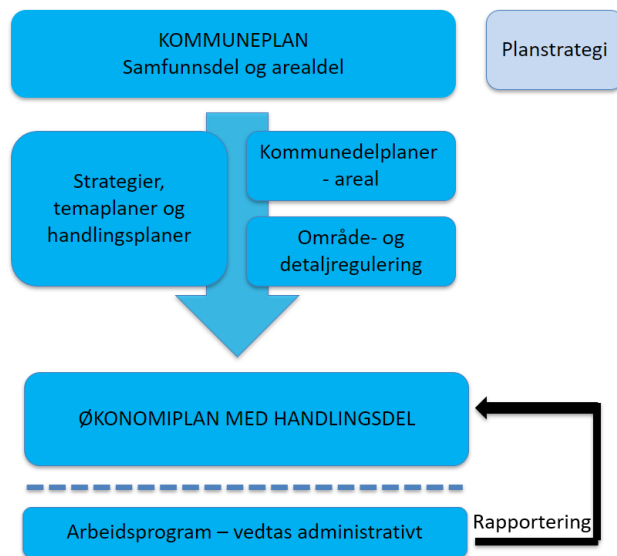 KOMMUNEPLAN
Samfunnsdel og arealdel
Planstrategi
Strategier,
temaplaner og
handlingsplaner
Kommunedelplaner
- areal
Område- og
detaljregulering
ØKONOMIPLAN MED HANDLINGSDEL
Arbeidsprogram – vedtas administrativt
Rapportering